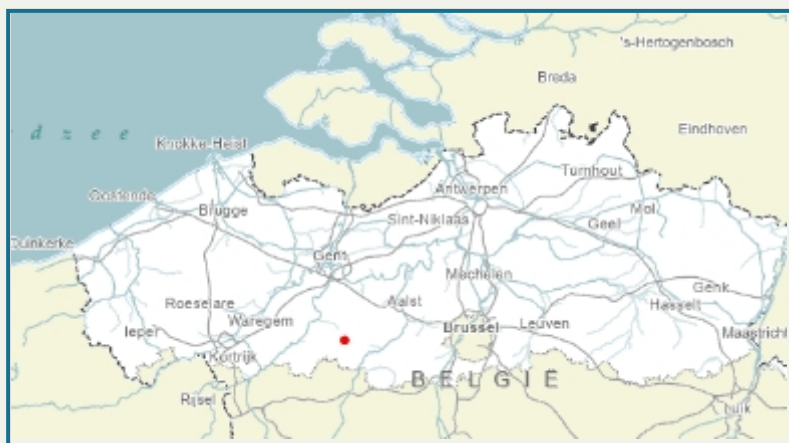 's-Hertogenbosch
Breda
Eindhoven
d z e e
Knokke-Heist
Turnhout
Antwerpen
Oostende
Brugge
Sint-Niklaas
Geel
Mol
Duinkerke
Gent
Mechelen
Genk
Roeselare
Aalst
Hasselt
Ieper
Waregem
Brussel
Leuven
Maastricht
Kortrijk
BELGIË
Rijsel
Luik